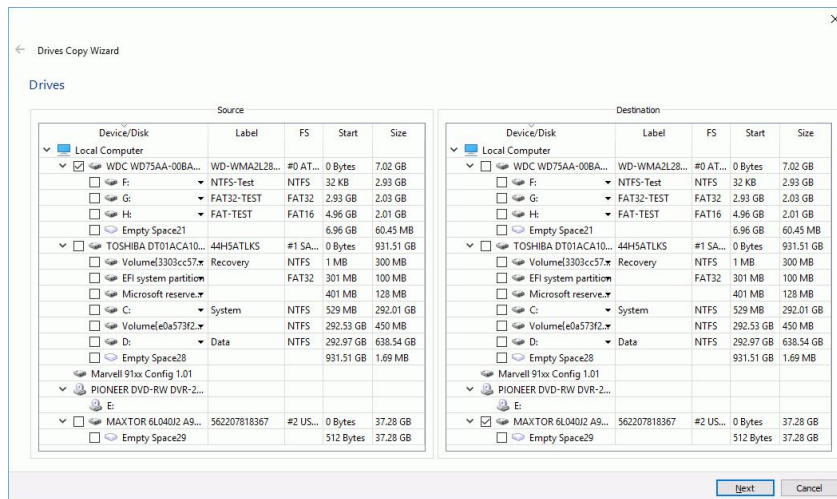 Drives Copy Wizard
Drives
Source
Device/Disk Label FS Start Size
Local Computer
WDC WD75AA-00BA... WD-WMA2L28... #0 AT... 0 Bytes 7.02 GB
F: NTFS-Test NTFS 32 KB 2.93 GB
G: FAT32-TEST FAT32 2.93 GB 2.03 GB
H: FAT-TEST FAT16 4.96 GB 2.01 GB
Empty Space21 6.96 GB 60.45 MB
TOSHIBA DT01ACA10... 44H5ATLKS #1 SA... 0 Bytes 931.51 GB
Volume{3303cc57... Recovery NTFS 1 MB 300 MB
EFI system partition FAT32 301 MB 100 MB
Microsoft reserve... 401 MB 128 MB
C: System NTFS 529 MB 292.01 GB
Volume{e0a573f2... NTFS 292.53 GB 450 MB
D: Data NTFS 292.97 GB 638.54 GB
Empty Space28 931.51 GB 1.69 MB
Marvell 91xx Config 1.01
PIONEER DVD-RW DVR-2...
E:
MAXTOR 6L040J2 A9... 562207818367 #2 US... 0 Bytes 37.28 GB
Empty Space29 512 Bytes 37.28 GB
Destination
Device/Disk Label FS Start Size
Local Computer
WDC WD75AA-00BA... WD-WMA2L28... #0 AT... 0 Bytes 7.02 GB
F: NTFS-Test NTFS 32 KB 2.93 GB
G: FAT32-TEST FAT32 2.93 GB 2.03 GB
H: FAT-TEST FAT16 4.96 GB 2.01 GB
Empty Space21 6.96 GB 60.45 MB
TOSHIBA DT01ACA10... 44H5ATLKS #1 SA... 0 Bytes 931.51 GB
Volume{3303cc57... Recovery NTFS 1 MB 300 MB
EFI system partition FAT32 301 MB 100 MB
Microsoft reserve... 401 MB 128 MB
C: System NTFS 529 MB 292.01 GB
Volume{e0a573f2... NTFS 292.53 GB 450 MB
D: Data NTFS 292.97 GB 638.54 GB
Empty Space28 931.51 GB 1.69 MB
Marvell 91xx Config 1.01
PIONEER DVD-RW DVR-2...
E:
MAXTOR 6L040J2 A9... 562207818367 #2 US... 0 Bytes 37.28 GB
Empty Space29 512 Bytes 37.28 GB
Next Cancel